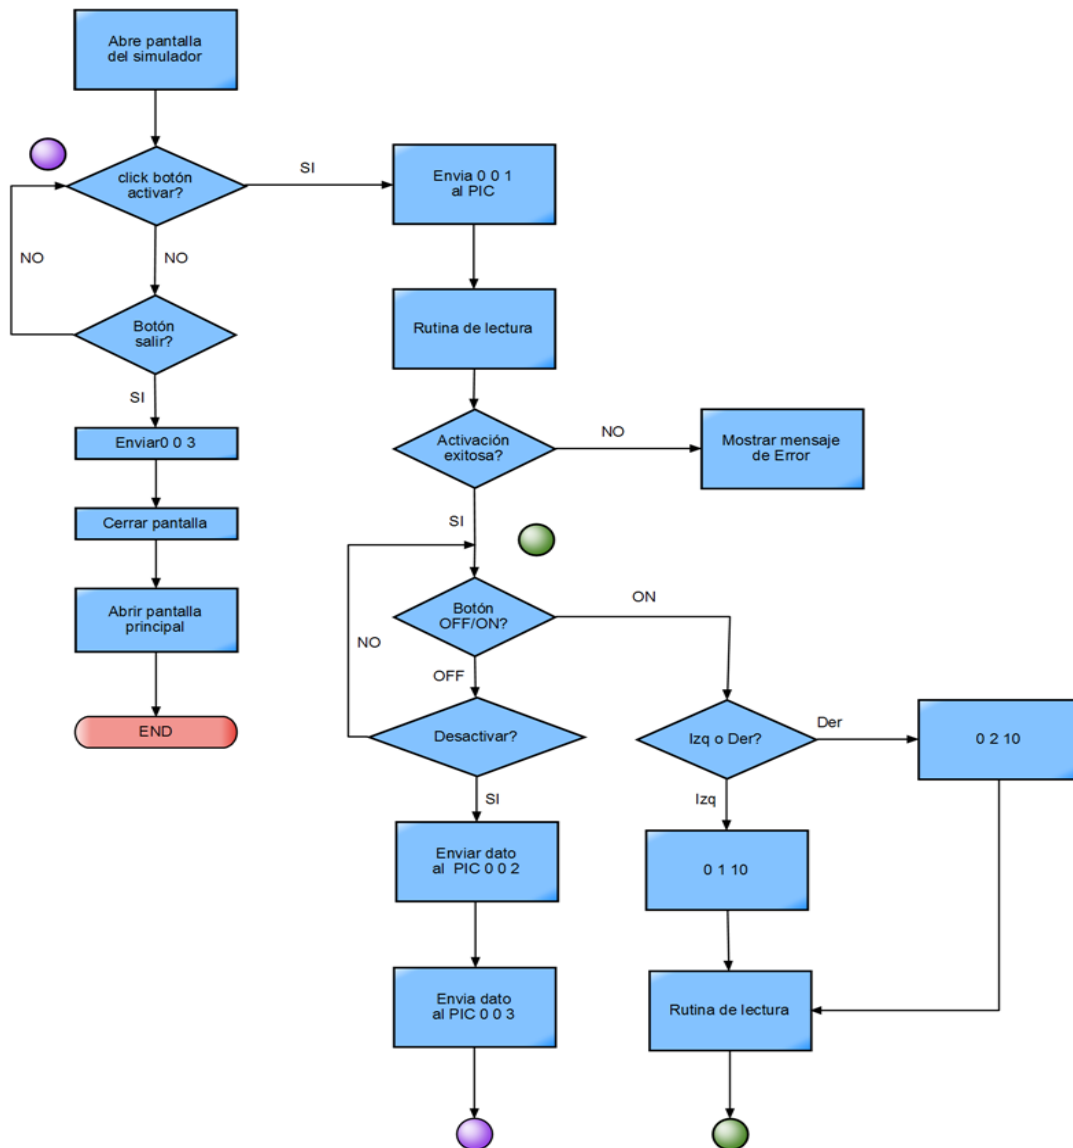 Abre pantalla
del simulador
click botón
activar?
SI
Envia 0 0 1
al PIC
NO
NO
Rutina de lectura
Botón
salir?
SI
Enviar0 0 3
Activación
exitosa?
NO
Mostrar mensaje
de Error
Cerrar pantalla
SI
Abrir pantalla
principal
Botón
OFF/ON?
ON
NO
OFF
END
Desactivar?
Izq o Der?
Der
0 2 10
SI
Izq
Enviar dato
al PIC 0 0 2
0 1 10
Envia dato
al PIC 0 0 3
Rutina de lectura